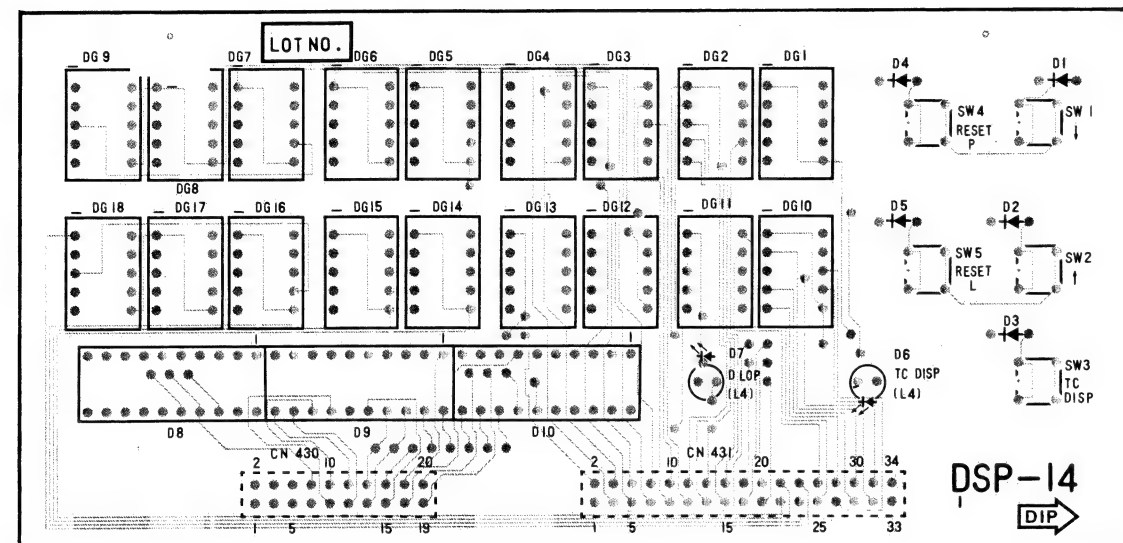 LOT NO.
DG9 DG7 DG6 DG5 DG4 DG3 DG2 DG1 D4 D1
SW4 SW1
RESET ↓
P
DG8
DG18 DG17 DG16 DG15 DG14 DG13 DG12 DG11 DG10 D5 D2
SW5 SW2
RESET ↑
L
D3
D7 D6
D LOP TC DISP SW3
(L4) (L4) TC
DISP
D8 D9 D10
CN 430 CN 431
2 10 20 2 10 20 30 34
DSP-14
1 5 15 19 1 5 15 25 33
DIP